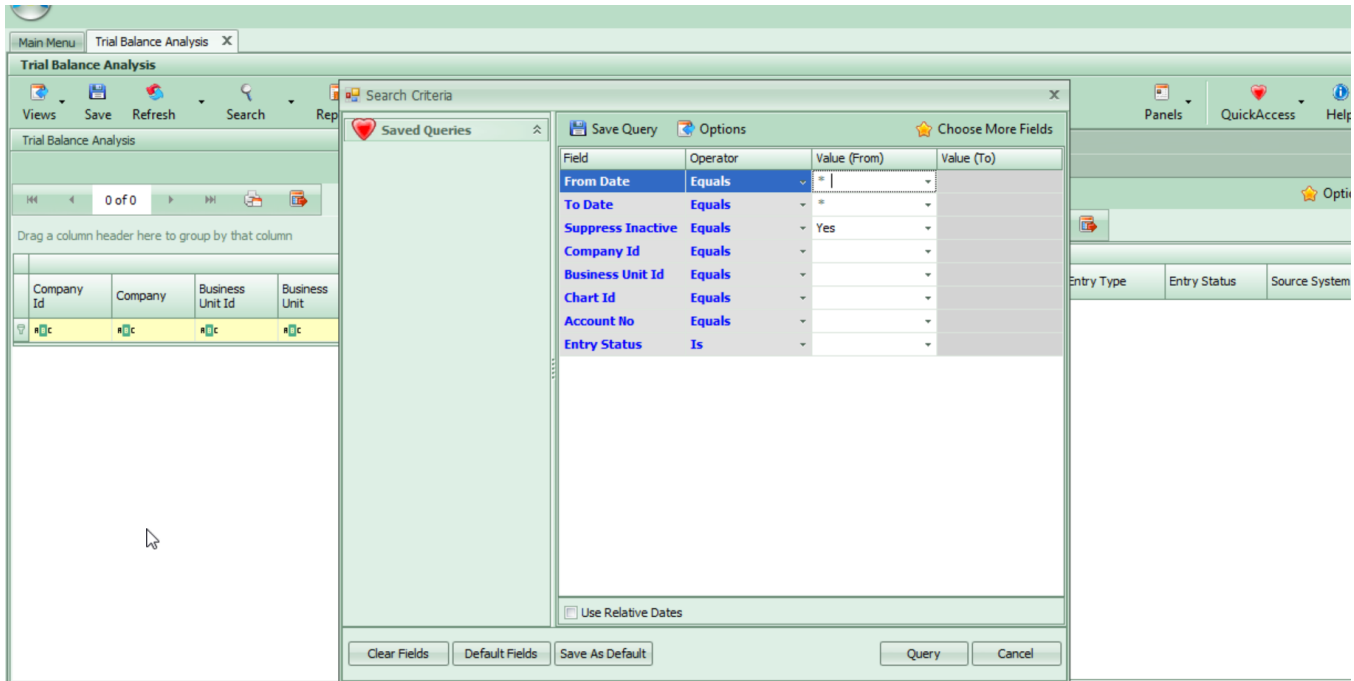 Main Menu Trial Balance Analysis X
Trial Balance Analysis
Views Save Refresh Search Rep
Panels QuickAccess Help
Trial Balance Analysis
0 of 0
Drag a column header here to group by that column
Company Id Company Business Unit Id Business Unit
Search Criteria x
Saved Queries
Save Query Options Choose More Fields
Field Operator Value (From) Value (To)
From Date Equals *
To Date Equals *
Suppress Inactive Equals Yes
Company Id Equals
Business Unit Id Equals
Chart Id Equals
Account No Equals
Entry Status Is
Use Relative Dates
Clear Fields Default Fields Save As Default Query Cancel
Optio
Entry Type Entry Status Source System